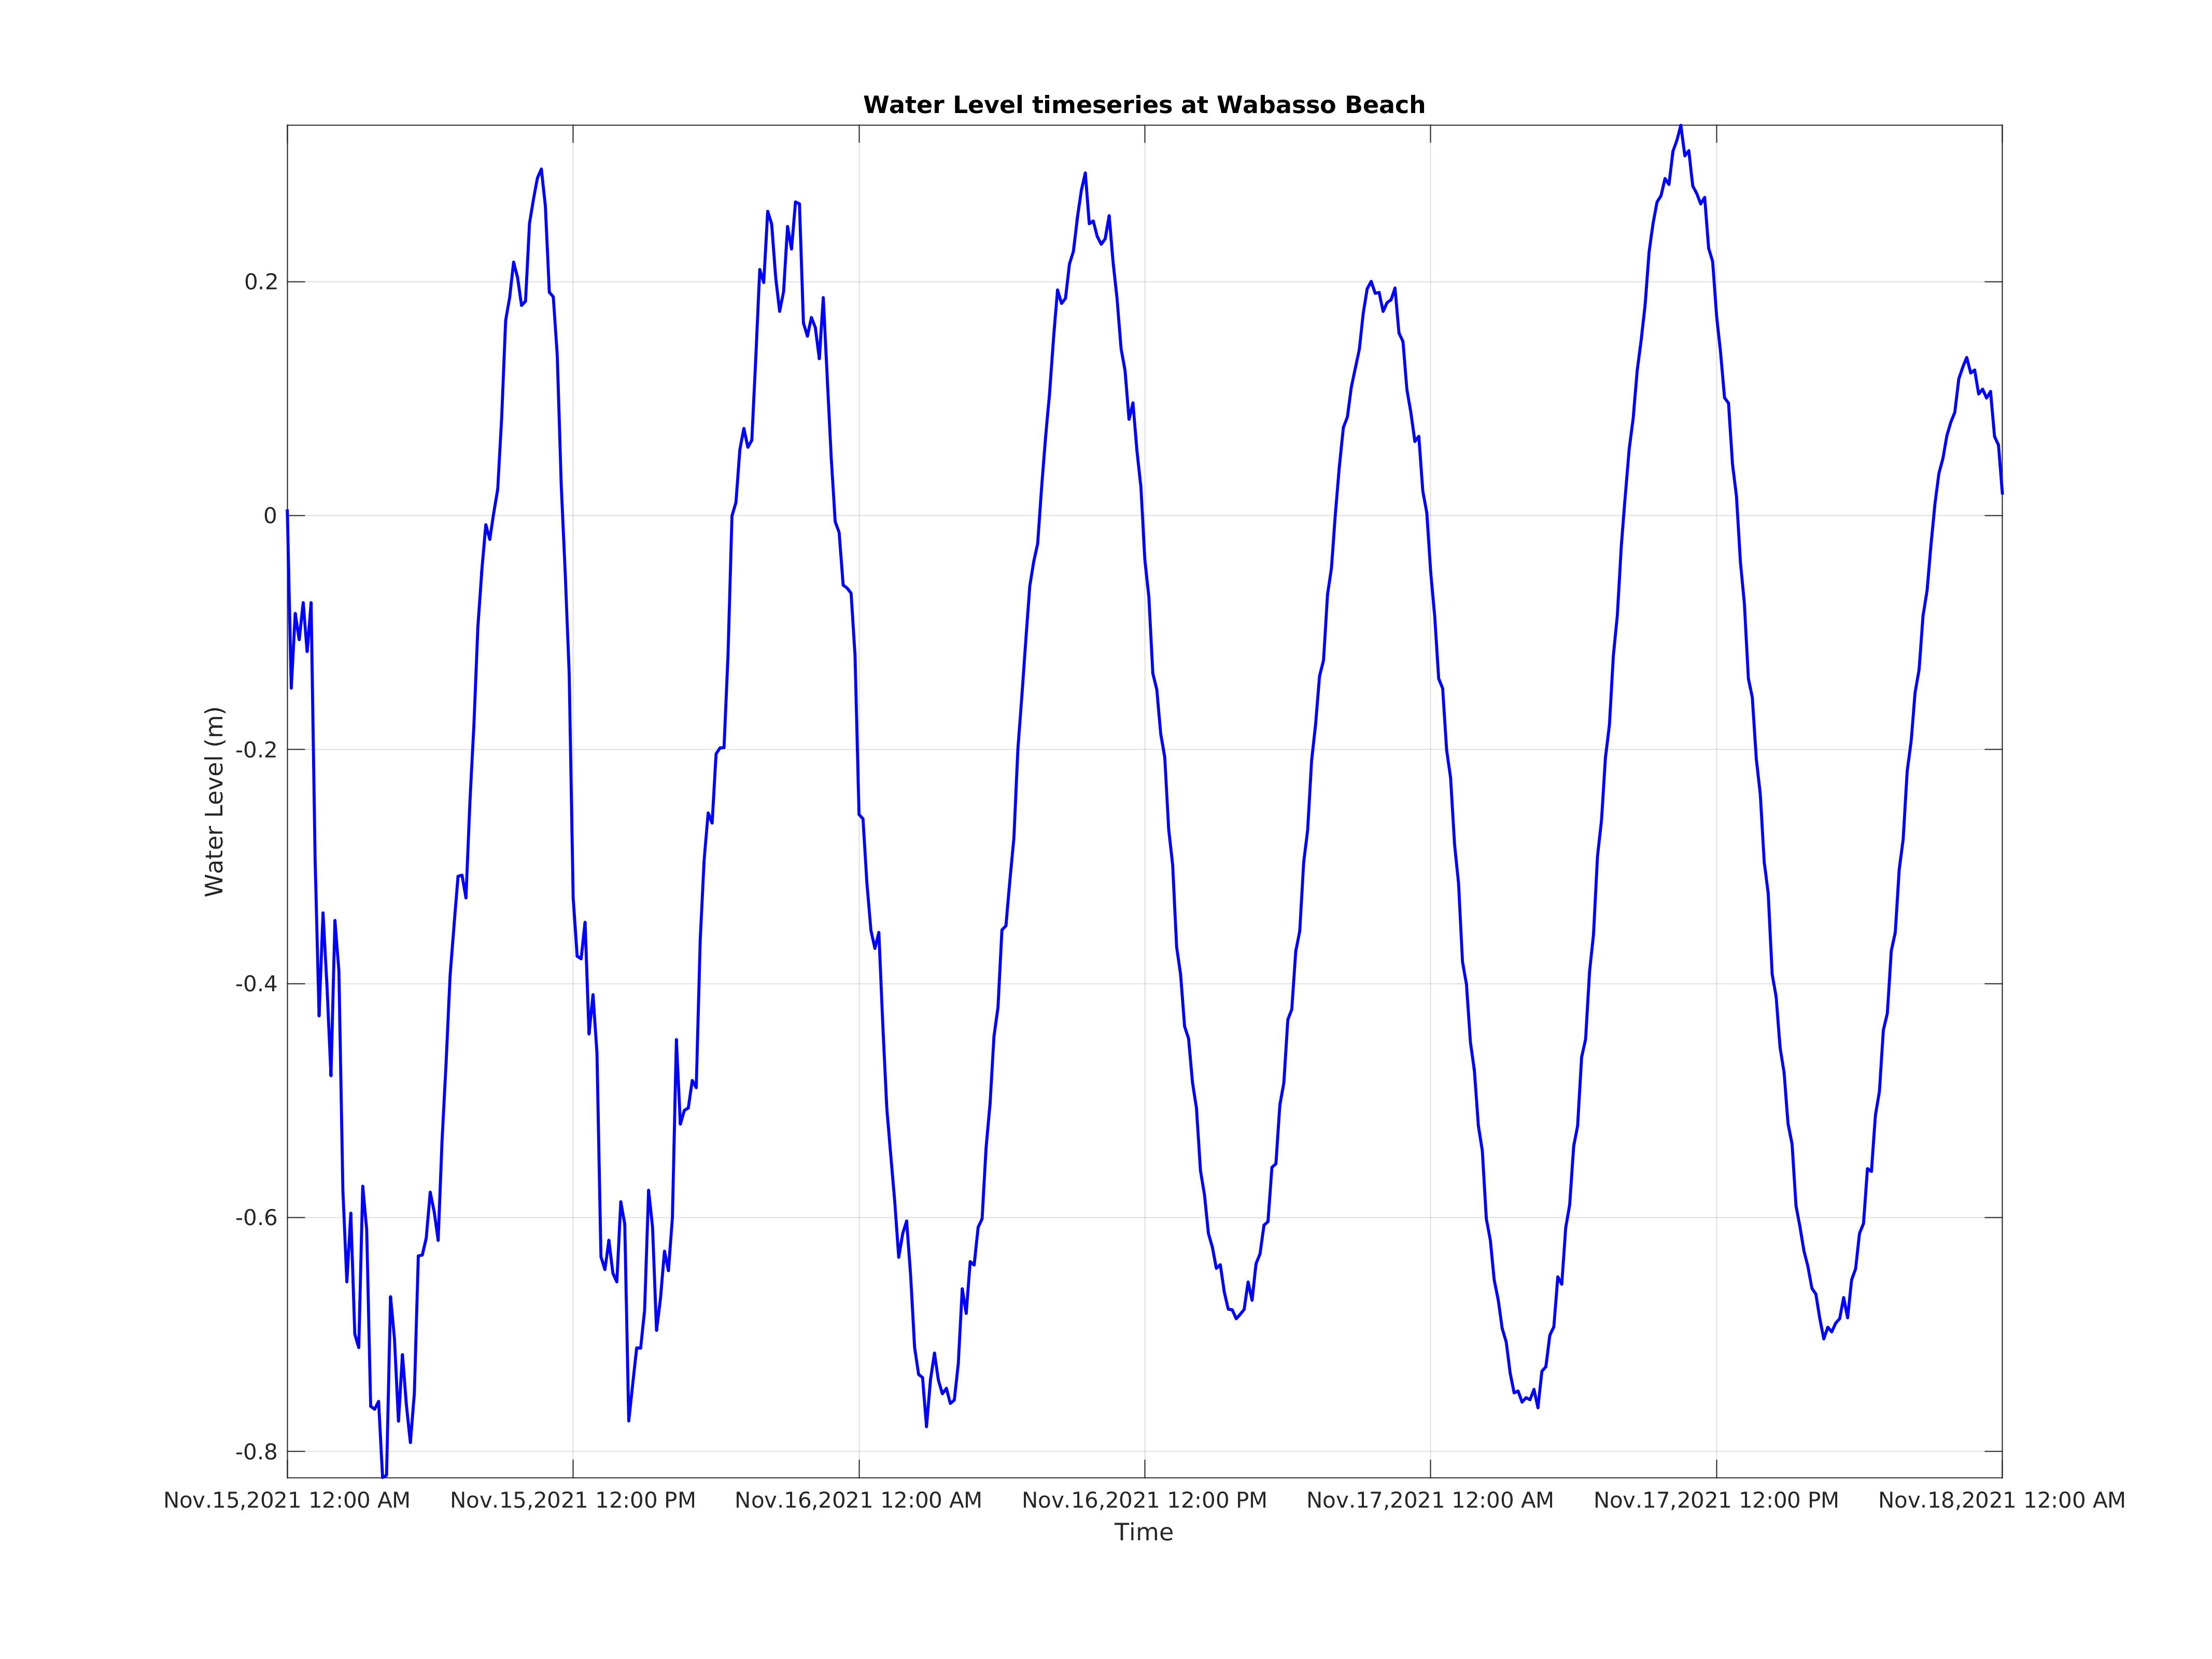 Water Level timeseries at Wabasso Beach
0.2
0
-0.2
-0.4
-0.6
-0.8
Water Level (m)
Nov.15,2021 12:00 AM Nov.15,2021 12:00 PM Nov.16,2021 12:00 AM Nov.16,2021 12:00 PM Nov.17,2021 12:00 AM Nov.17,2021 12:00 PM Nov.18,2021 12:00 AM
Time